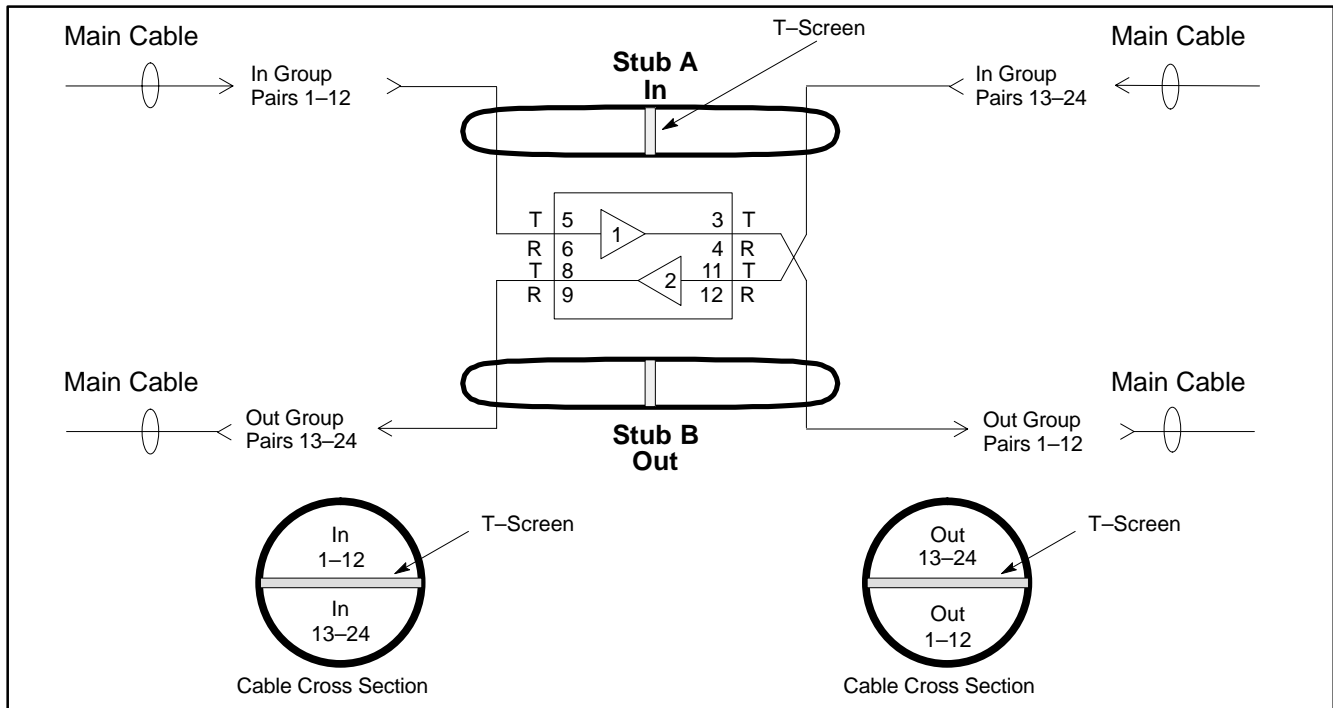 Main Cable
In Group
Pairs 1–12
Stub A
In
T–Screen
In Group
Pairs 13–24
Main Cable
T 5 1 3 T
R 6 4 R
T 8 2 11 T
R 9 12 R
Main Cable
Out Group
Pairs 13–24
Stub B
Out
Out Group
Pairs 1–12
Main Cable
In
1–12
In
13–24
T–Screen
Cable Cross Section
Out
13–24
Out
1–12
T–Screen
Cable Cross Section